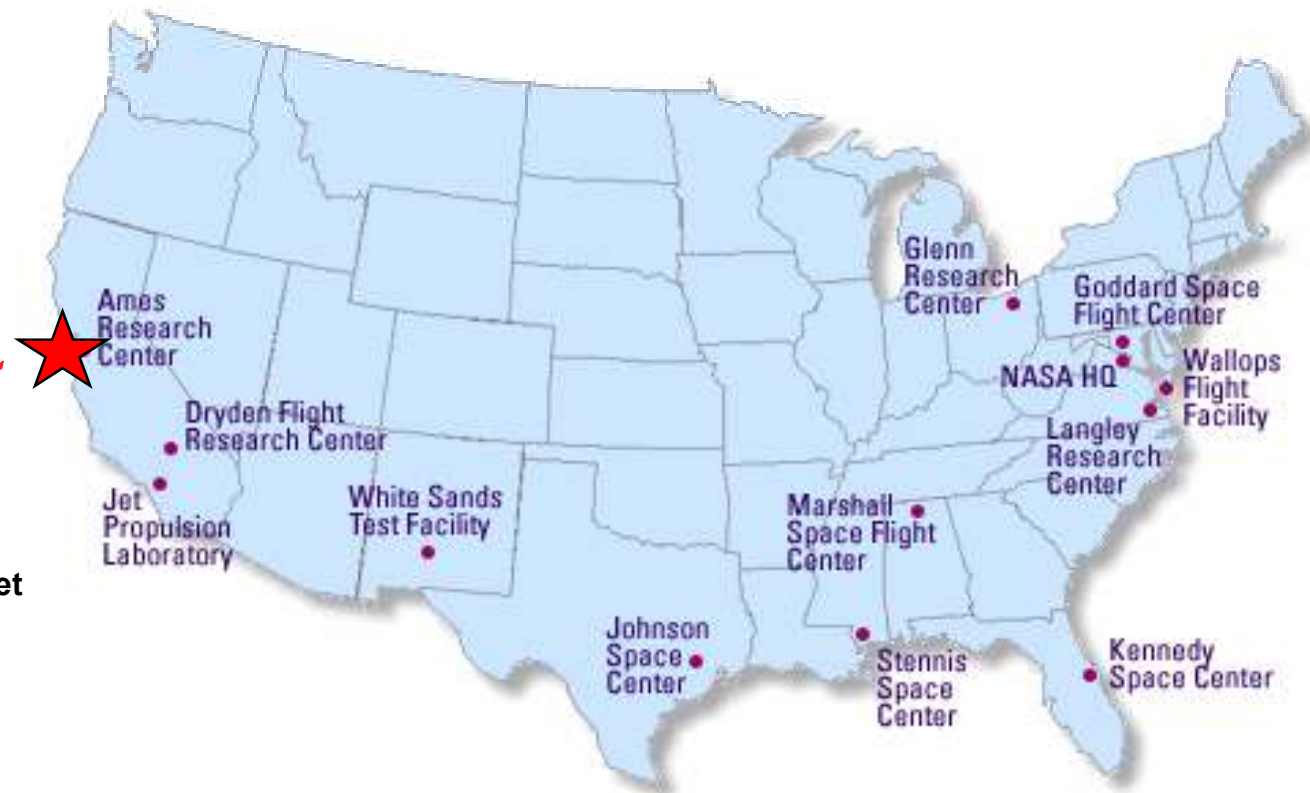 Ames
Research
Center
Dryden Flight
Research Center
Jet
Propulsion
Laboratory
White Sands
Test Facility
et
Johnson
Space
Center
Marshall
Space Flight
Center
Stennis
Space
Center
Kennedy
Space Center
Glenn
Research
Center
Goddard Space
Flight Center
NASA HQ
Wallops
Flight
Facility
Langley
Research
Center